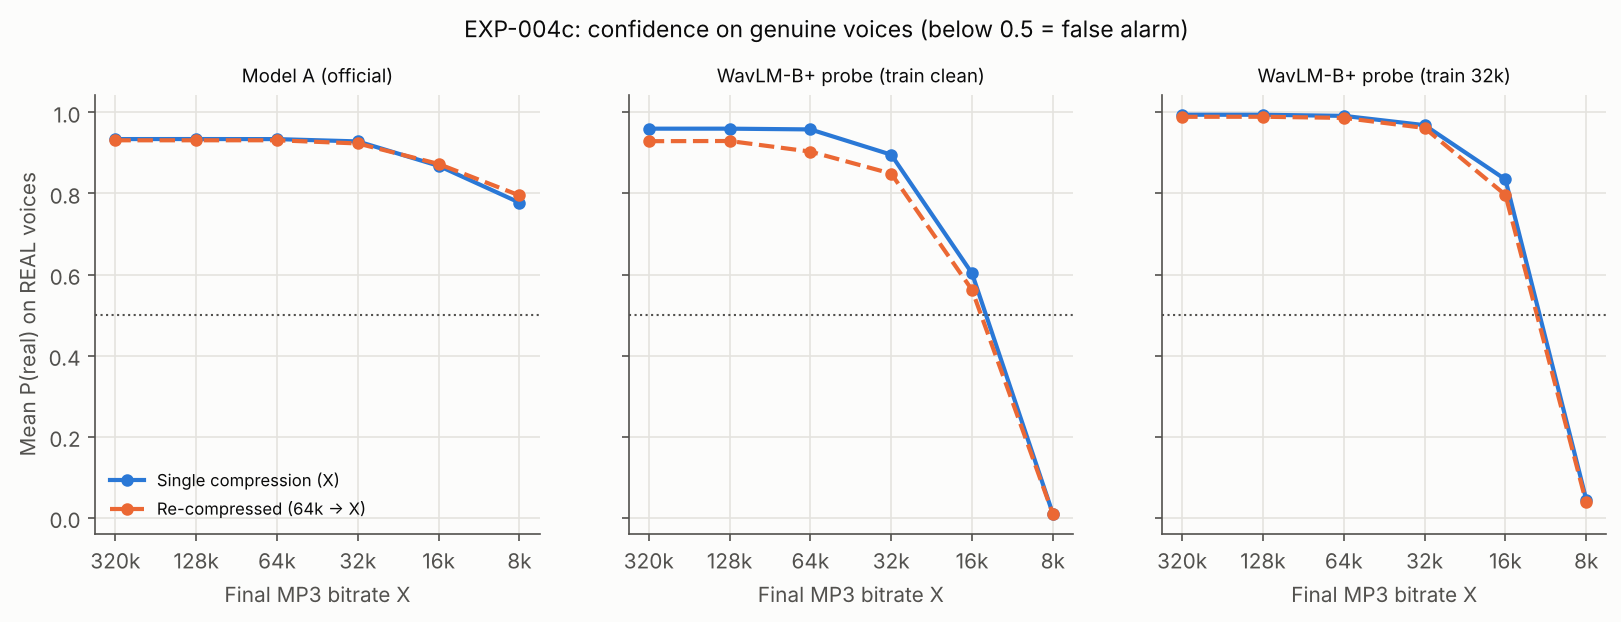 EXP-004c: confidence on genuine voices (below 0.5 = false alarm)
Model A (official)
WavLM-B+ probe (train clean)
WavLM-B+ probe (train 32k)
Mean P(real) on REAL voices
1.0
0.8
0.6
0.4
0.2
0.0
Single compression (X)
Re-compressed (64k → X)
320k 128k 64k 32k 16k 8k
320k 128k 64k 32k 16k 8k
320k 128k 64k 32k 16k 8k
Final MP3 bitrate X
Final MP3 bitrate X
Final MP3 bitrate X